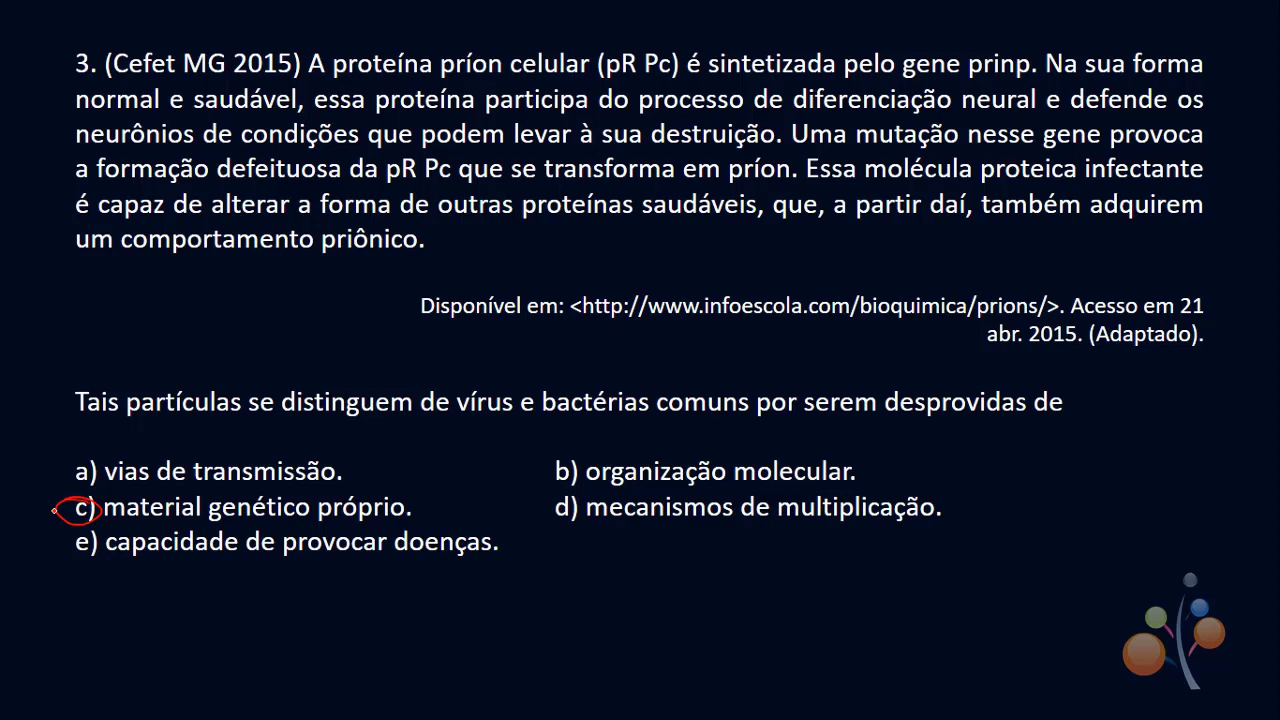 3. (Cefet MG 2015) A proteína príon celular (pR Pc) é sintetizada pelo gene prinp. Na sua forma
normal e saudável, essa proteína participa do processo de diferenciação neural e defende os
neurônios de condições que podem levar à sua destruição. Uma mutação nesse gene provoca
a formação defeituosa da pR Pc que se transforma em príon. Essa molécula proteica infectante
é capaz de alterar a forma de outras proteínas saudáveis, que, a partir daí, também adquirem
um comportamento priônico.
Disponível em: <http://www.infoescola.com/bioquimica/prions/>. Acesso em 21
abr. 2015. (Adaptado).
Tais partículas se distinguem de vírus e bactérias comuns por serem desprovidas de
a) vias de transmissão. b) organização molecular.
c) material genético próprio. d) mecanismos de multiplicação.
e) capacidade de provocar doenças.